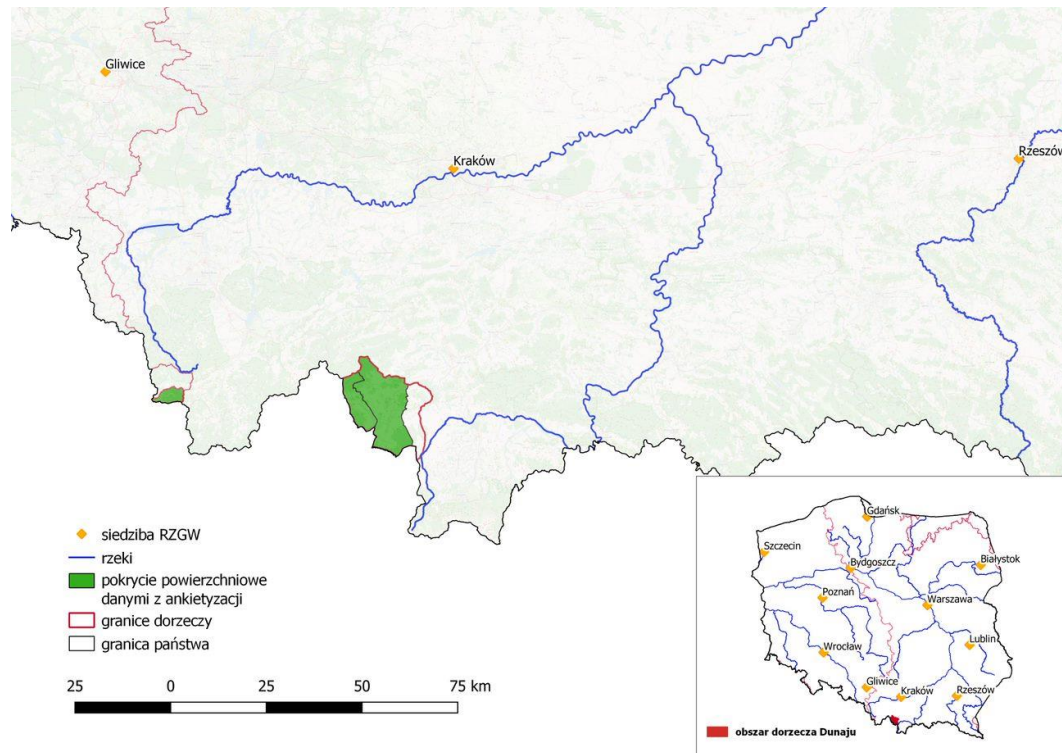 Gliwice
Kraków
Rzeszów
siedziba RZGW
rzeki
pokrycie powierzchniowe
danymi z ankietyzacji
granice dorzeczy
granica państwa
25 0 25 50 75 km
Gdańsk
Szczecin
Białystok
Bydgoszcz
Poznań
Warszawa
Lublin
Wrocław
Gliwice
Kraków
Rzeszów
obszar dorzecza Dunaju